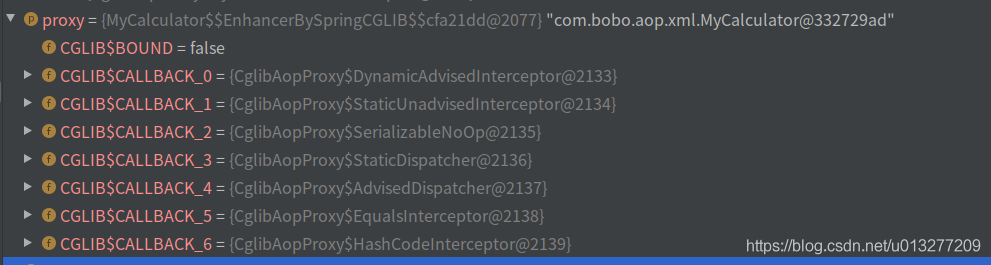 proxy = {MyCalculator$$EnhancerBySpringCGLIB$$cfa21dd@2077} "com.bobo.aop.xml.MyCalculator@332729ad"
CGLIB$BOUND = false
CGLIB$CALLBACK_0 = {CglibAopProxy$DynamicAdvisedInterceptor@2133}
CGLIB$CALLBACK_1 = {CglibAopProxy$StaticUnadvisedInterceptor@2134}
CGLIB$CALLBACK_2 = {CglibAopProxy$SerializableNoOp@2135}
CGLIB$CALLBACK_3 = {CglibAopProxy$StaticDispatcher@2136}
CGLIB$CALLBACK_4 = {CglibAopProxy$AdvisedDispatcher@2137}
CGLIB$CALLBACK_5 = {CglibAopProxy$EqualsInterceptor@2138}
CGLIB$CALLBACK_6 = {CglibAopProxy$HashCodeInterceptor@2139}
https://blog.csdn.net/u013277209